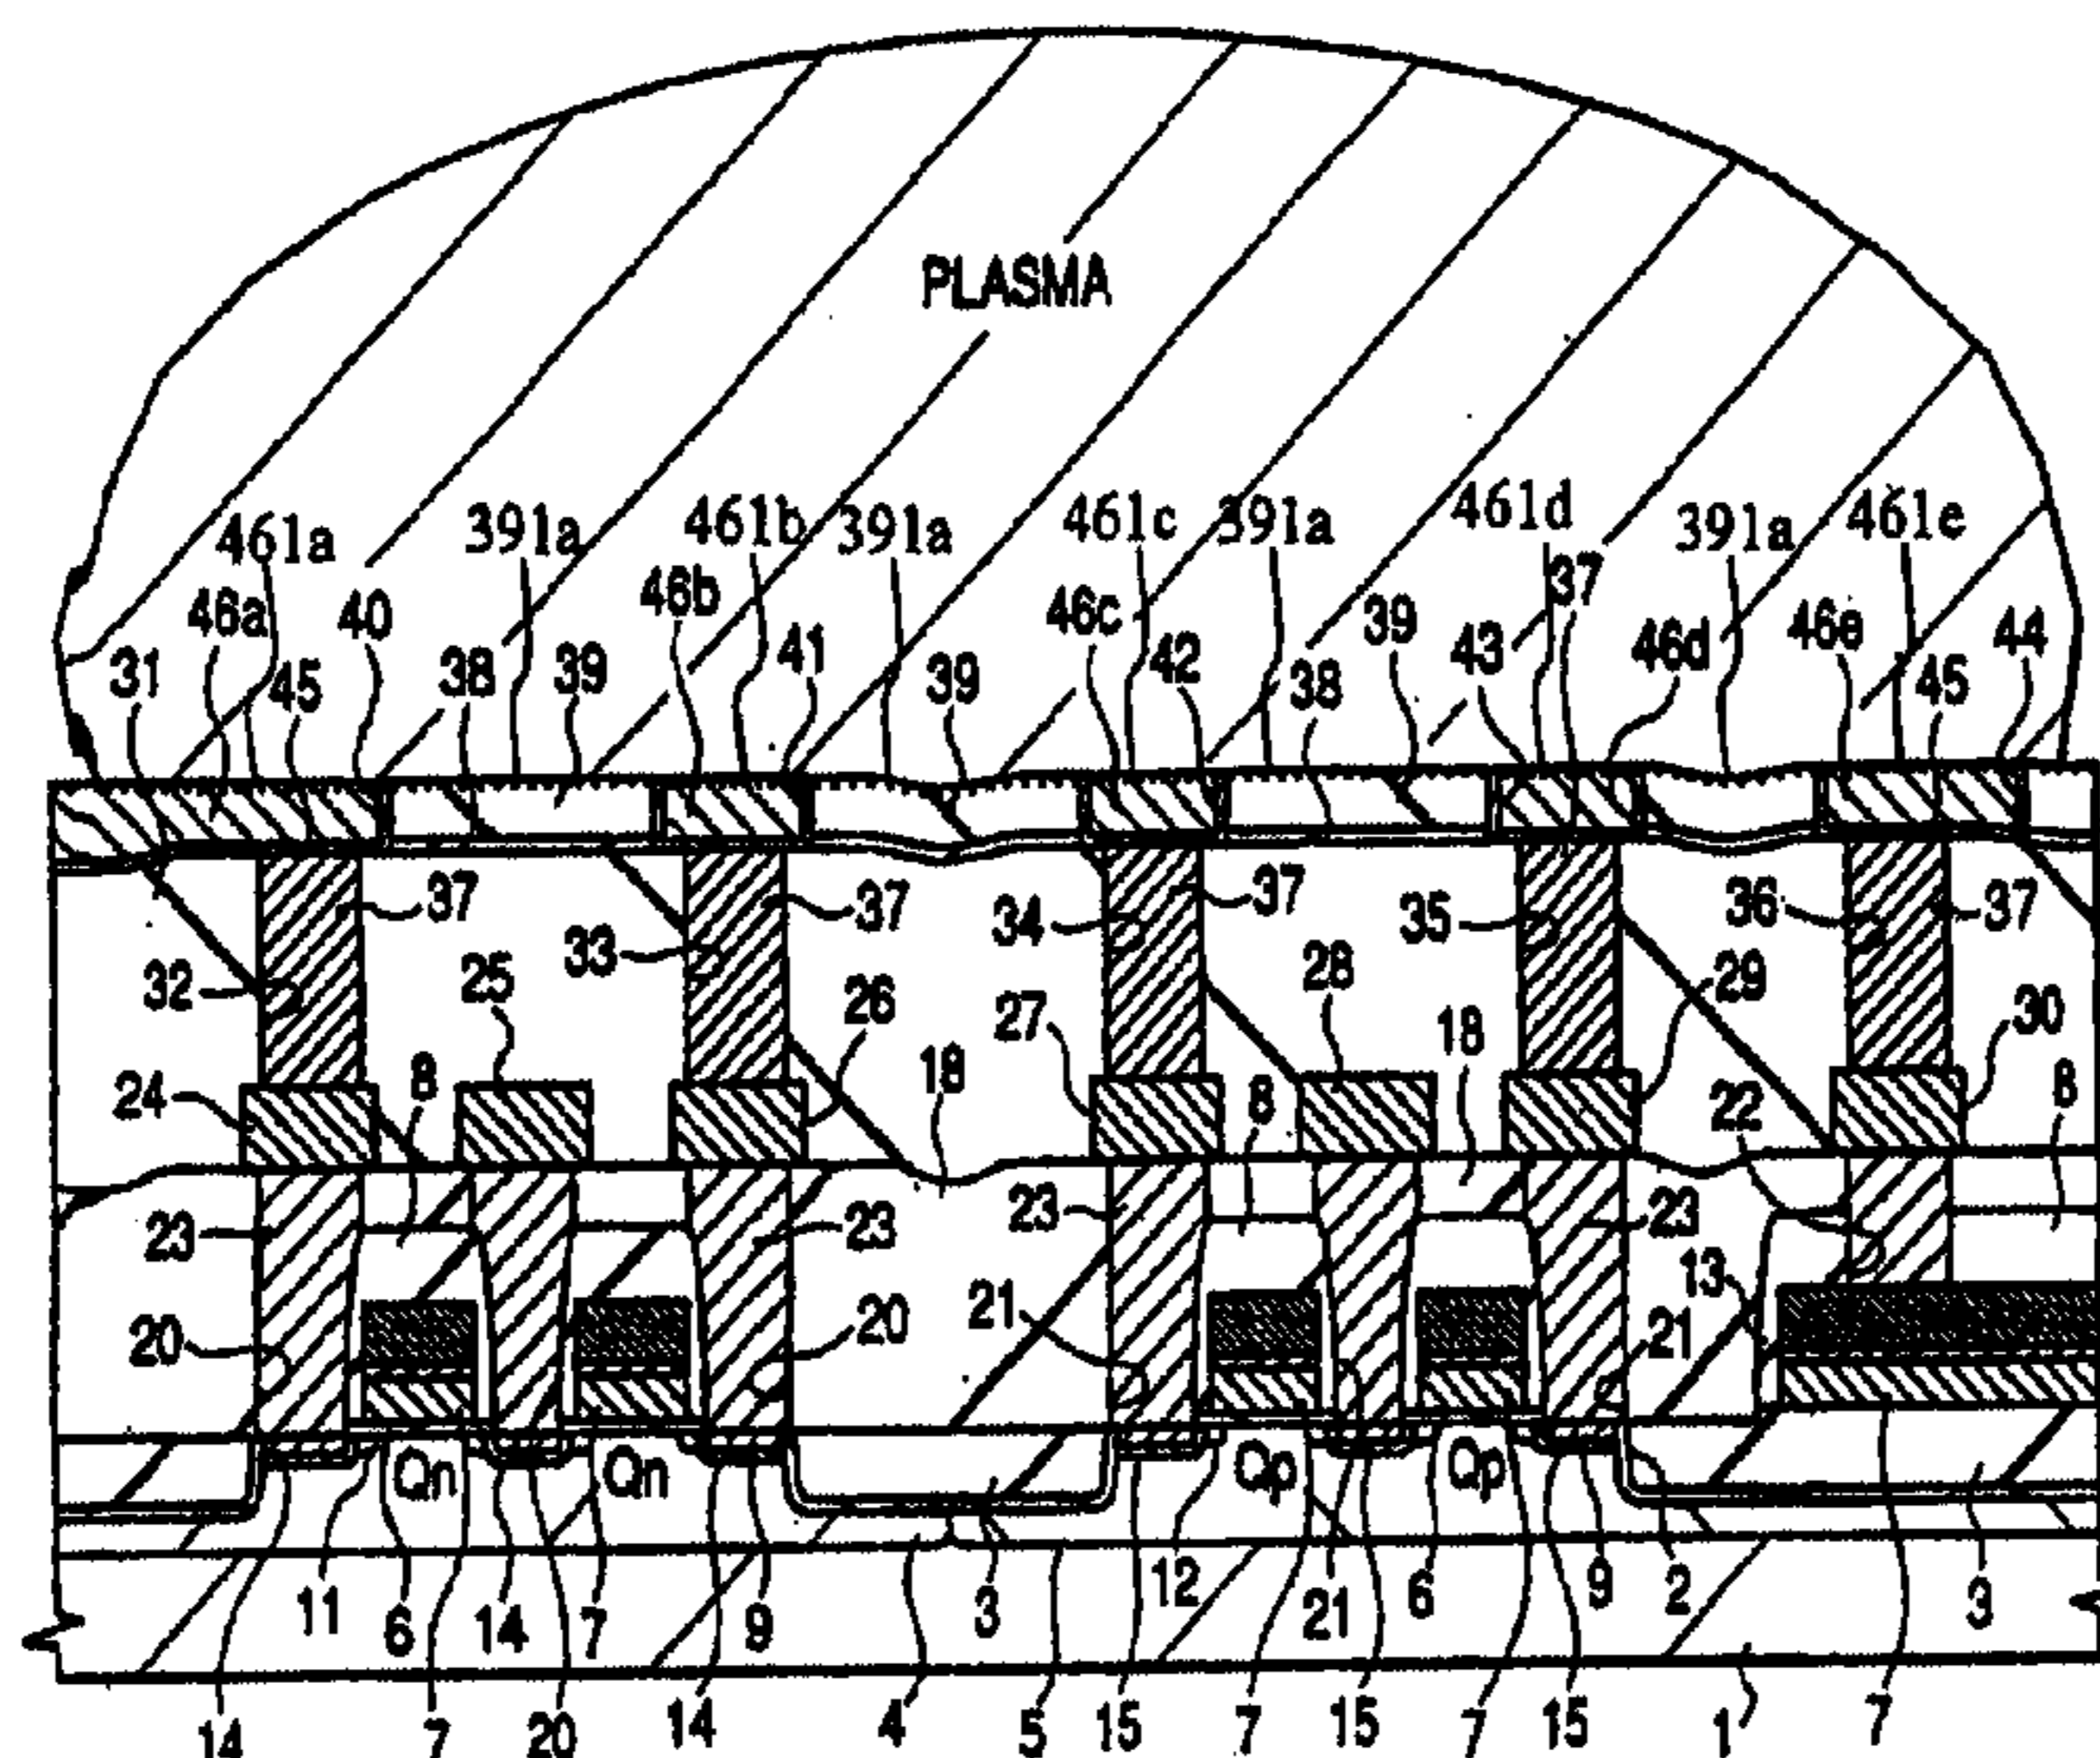 PLASMA
461a 391a 461b 391a 461c 391a 461d 391a 461e
46a 40 46b 46c 39 37 46e 44
31 45 38 39 41 39 42 38 43 46d 45
37 37 34 37 35 36 37
32 25 33 26 27 28 18 29 30
24 8 18 8 22 8
23 23 23 23
20 20 21 13 21
Qn Qn Qp Qp
11 6 14 7 9 3 12 21 6 9 2 3
14 7 20 14 4 5 15 7 15 7 15 1 7